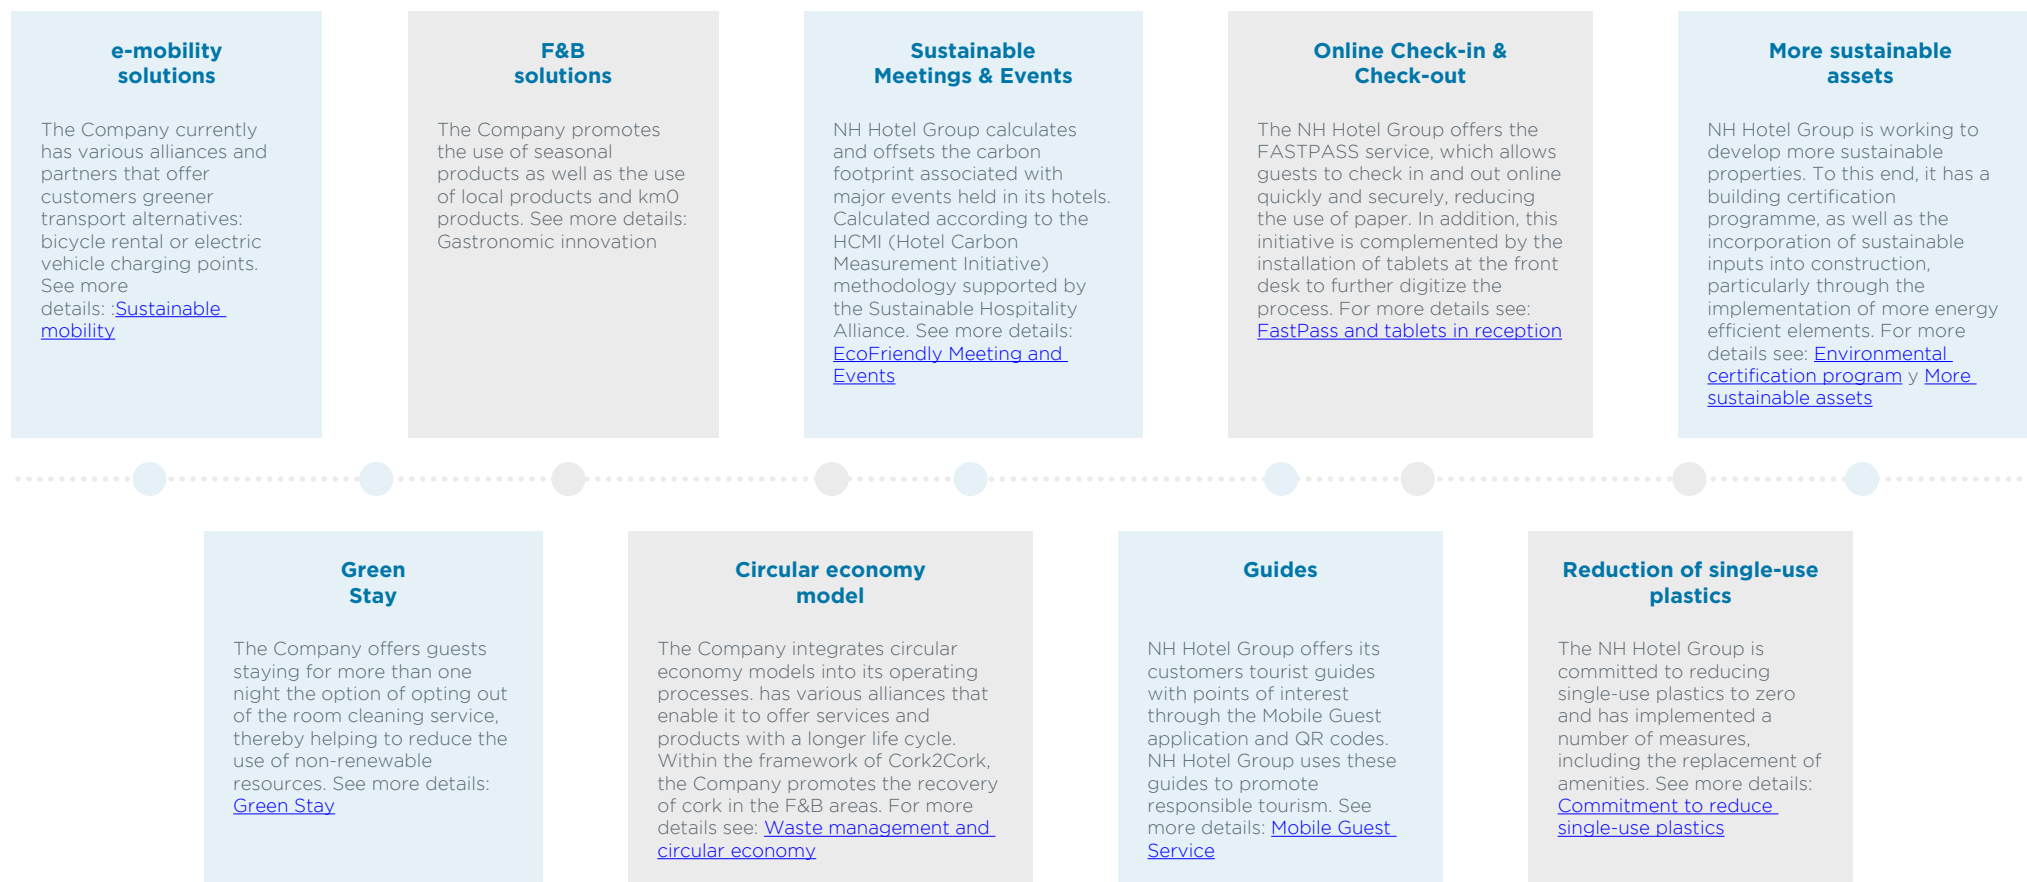 e-mobility
solutions
The Company currently
has various alliances and
partners that offer
customers greener
transport alternatives:
bicycle rental or electric
vehicle charging points.
See more
details: :Sustainable
mobility
F&B
solutions
The Company promotes
the use of seasonal
products as well as the use
of local products and km0
products. See more details:
Gastronomic innovation
Sustainable
Meetings & Events
NH Hotel Group calculates
and offsets the carbon
footprint associated with
major events held in its hotels.
Calculated according to the
HCMI (Hotel Carbon
Measurement Initiative)
methodology supported by
the Sustainable Hospitality
Alliance. See more details:
EcoFriendly Meeting and
Events
Online Check-in &
Check-out
The NH Hotel Group offers the
FASTPASS service, which allows
guests to check in and out online
quickly and securely, reducing
the use of paper. In addition, this
initiative is complemented by the
installation of tablets at the front
desk to further digitize the
process. For more details see:
FastPass and tablets in reception
More sustainable
assets
NH Hotel Group is working to
develop more sustainable
properties. To this end, it has a
building certification
programme, as well as the
incorporation of sustainable
inputs into construction,
particularly through the
implementation of more energy
efficient elements. For more
details see: Environmental
certification program y More
sustainable assets
Green
Stay
The Company offers guests
staying for more than one
night the option of opting out
of the room cleaning service,
thereby helping to reduce the
use of non-renewable
resources. See more details:
Green Stay
Circular economy
model
The Company integrates circular
economy models into its operating
processes. has various alliances that
enable it to offer services and
products with a longer life cycle.
Within the framework of Cork2Cork,
the Company promotes the recovery
of cork in the F&B areas. For more
details see: Waste management and
circular economy
Guides
NH Hotel Group offers its
customers tourist guides
with points of interest
through the Mobile Guest
application and QR codes.
NH Hotel Group uses these
guides to promote
responsible tourism. See
more details: Mobile Guest
Service
Reduction of single-use
plastics
The NH Hotel Group is
committed to reducing
single-use plastics to zero
and has implemented a
number of measures,
including the replacement of
amenities. See more details:
Commitment to reduce
single-use plastics